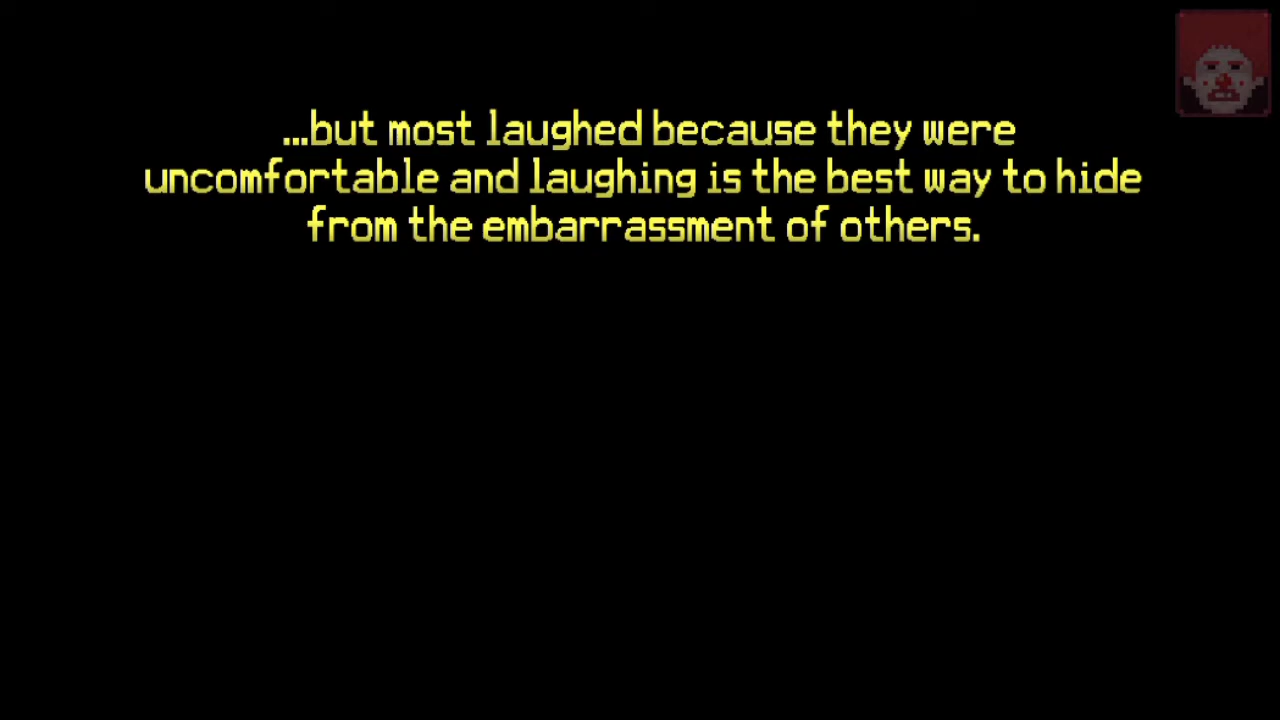 ...but most laughed because they were
uncomfortable and laughing is the best way to hide
from the embarrassment of others.